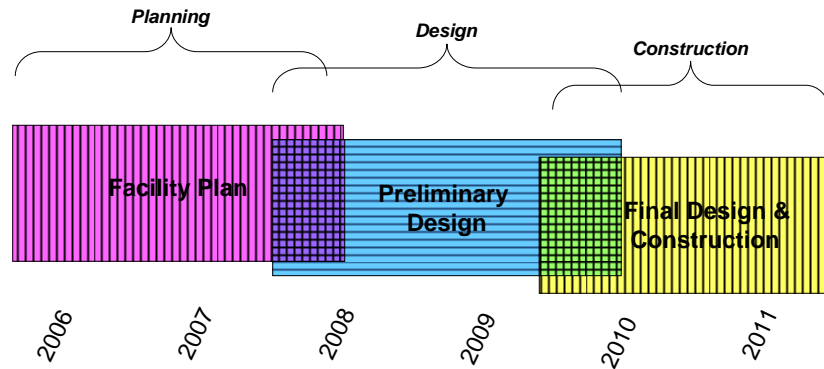 Planning
Design
Construction
Facility Plan
Preliminary
Design
Final Design &
Construction
2006
2007
2008
2009
2010
2011